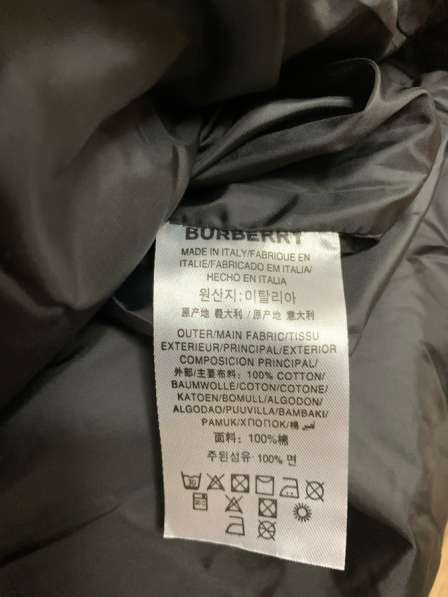 BURBERRY
MADE IN ITALY/FABRIQUE EN
ITALIE/FABRICADO EM ITALIA/
HECHO EN ITALIA
원산지: 이탈리아
原产地 義大利 / 原产地 意大利
OUTER/MAIN FABRIC/TISSU
EXTERIEUR/PRINCIPAL/EXTERIOR
COMPOSICION PRINCIPAL/
外部/主要布料: 100% COTTON/
BAUMWOLLE/COTON/COTONE/
KATOEN/BOMULL/ALGODON/
ALGODAO/PUUVILLA/BAMBAKI/
PAMUK/ХПОПОК/棉
面料: 100%棉
주원섬유 100% 면
30